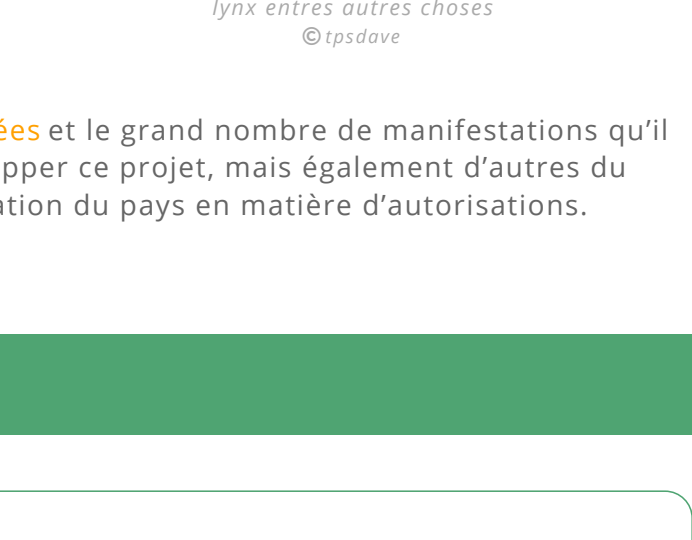 lynx entres autres choses
©tpsdave
ées et le grand nombre de manifestations qu’il
pper ce projet, mais également d’autres du
ation du pays en matière d’autorisations.